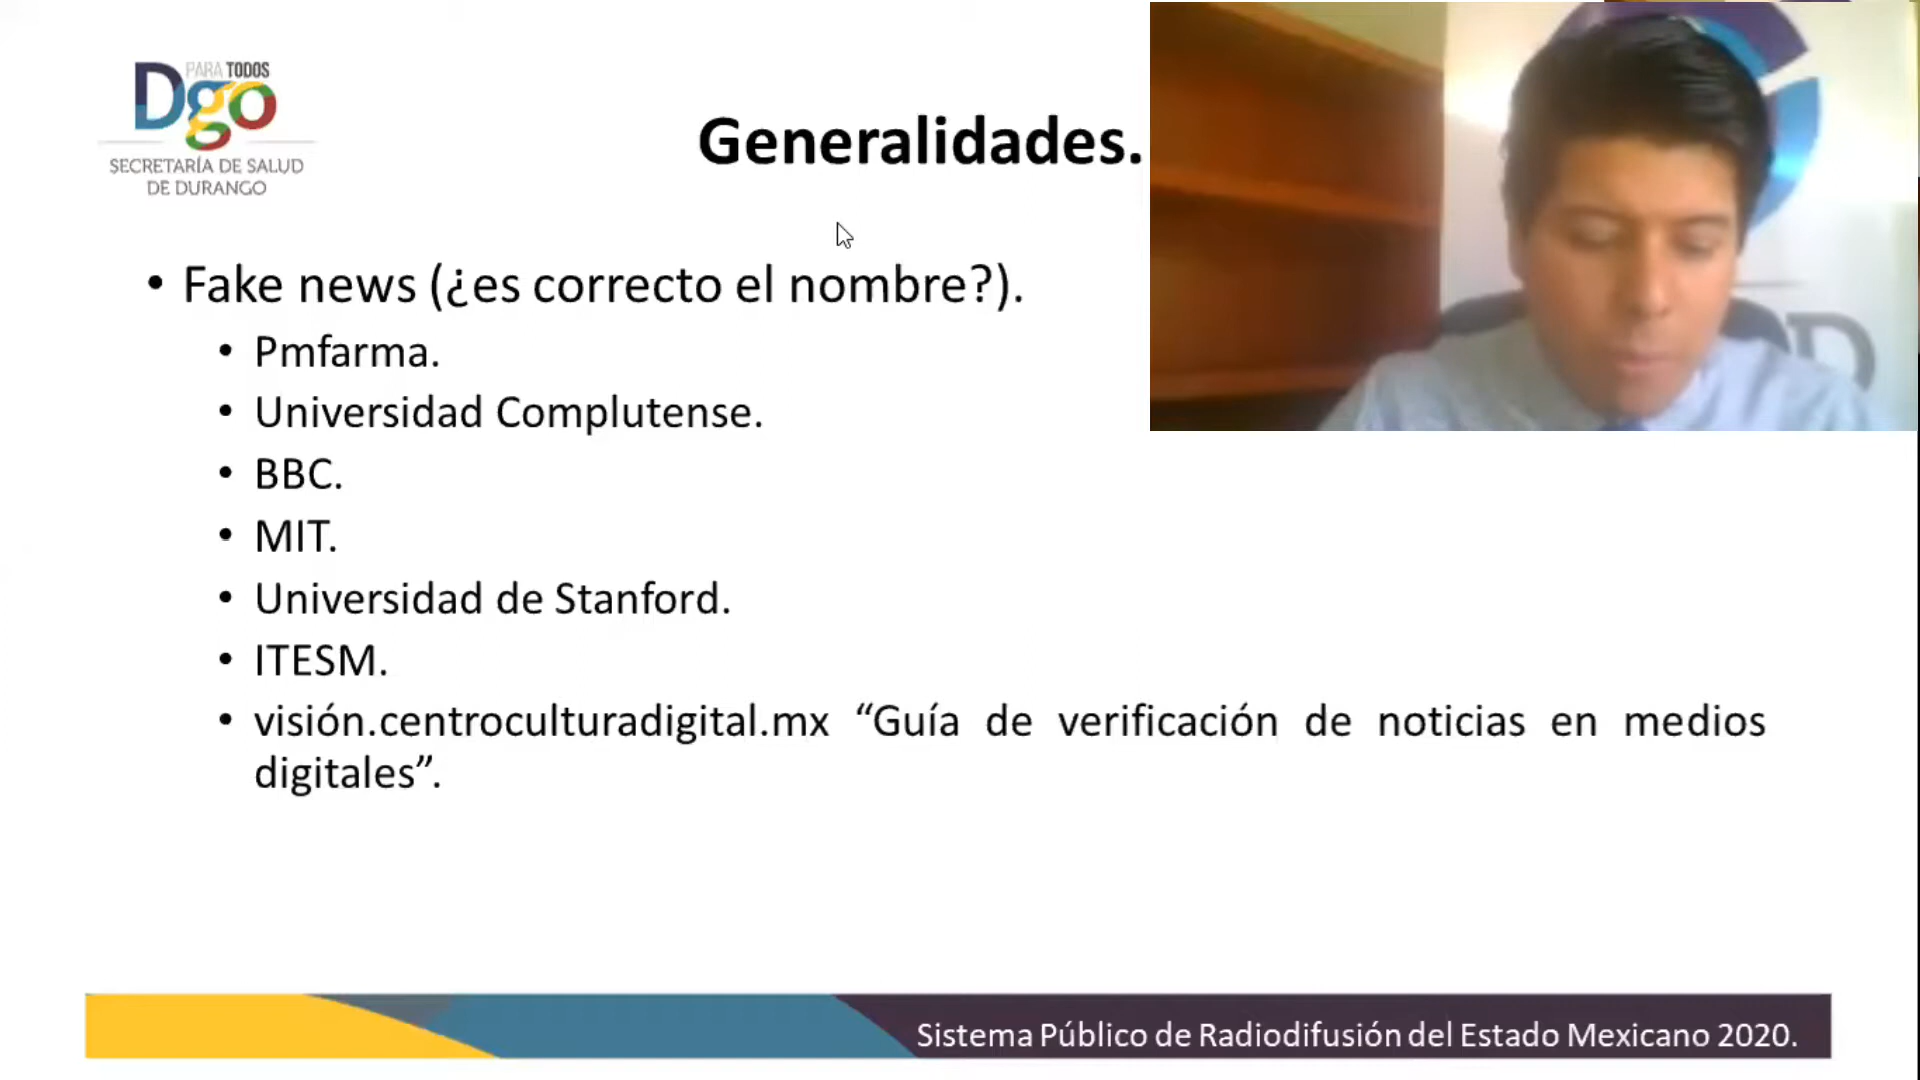 PARA TODOS
Dgo
SECRETARÍA DE SALUD
DE DURANGO
Generalidades.
• Fake news (¿es correcto el nombre?).
• Pmfarma.
• Universidad Complutense.
• BBC.
• MIT.
• Universidad de Stanford.
• ITESM.
• visión.centroculturadigital.mx “Guía de verificación de noticias en medios
digitales”.
Sistema Público de Radiodifusión del Estado Mexicano 2020.